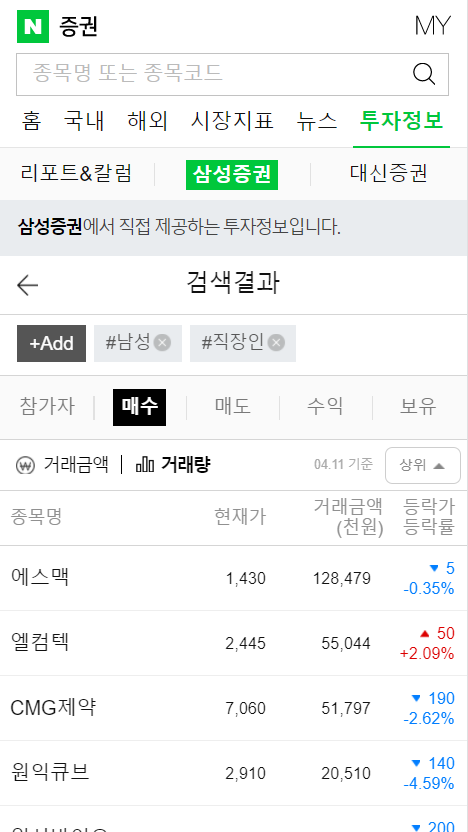 N 증권
MY
종목명 또는 종목코드
홈 국내 해외 시장지표 뉴스 투자정보
리포트&칼럼 삼성증권 대신증권
삼성증권에서 직접 제공하는 투자정보입니다.
검색결과
+Add #남성 #직장인
참가자 매수 매도 수익 보유
거래금액 거래량 04.11 기준 상위
종목명 현재가 거래금액 (천원) 등락가 등락률
에스맥 1,430 128,479 ▼ 5
-0.35%
엘컴텍 2,445 55,044 ▲ 50
+2.09%
CMG제약 7,060 51,797 ▼ 190
-2.62%
원익큐브 2,910 20,510 ▼ 140
-4.59%
▼ 200